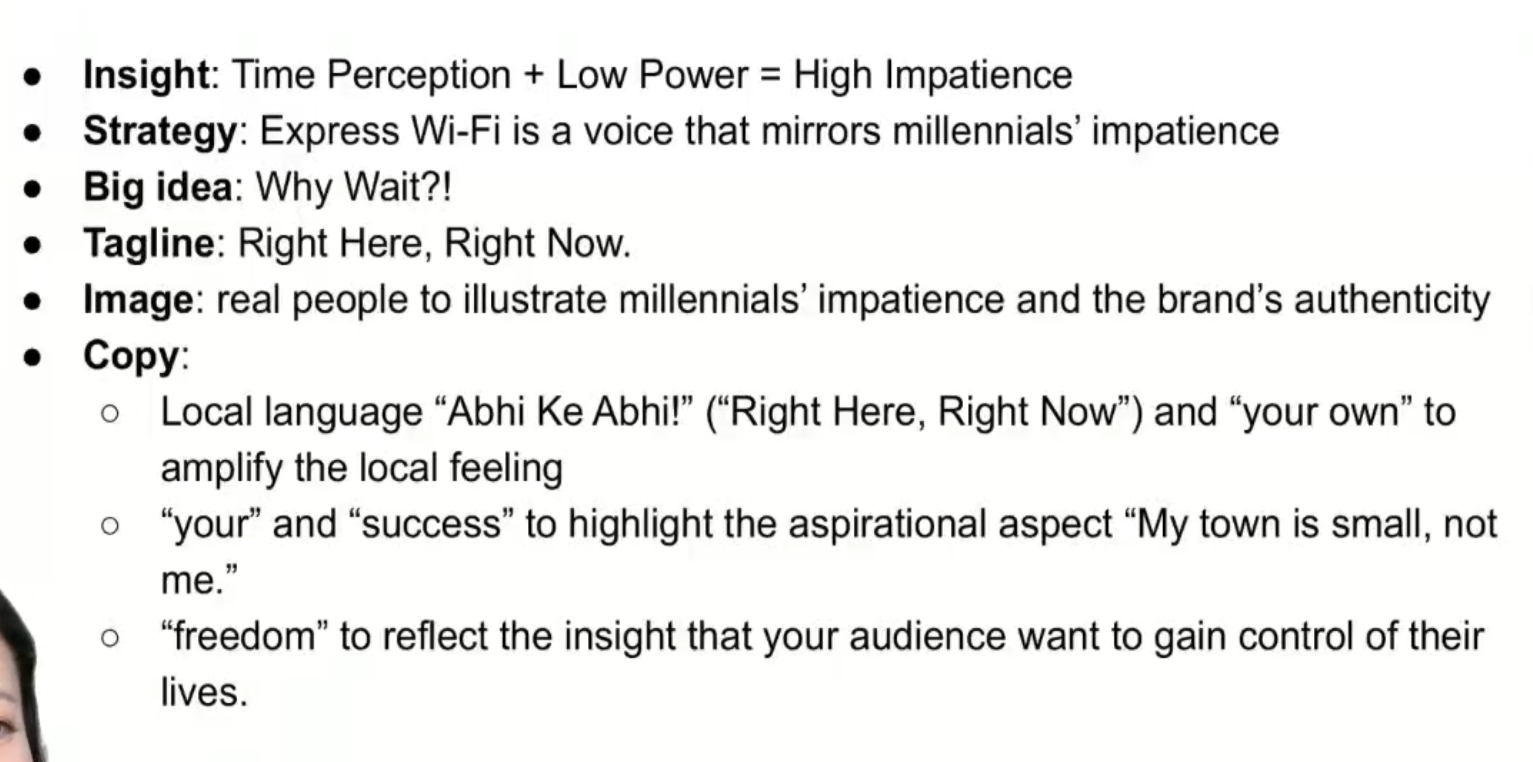 ● Insight: Time Perception + Low Power = High Impatience
● Strategy: Express Wi-Fi is a voice that mirrors millennials’ impatience
● Big idea: Why Wait?!
● Tagline: Right Here, Right Now.
● Image: real people to illustrate millennials’ impatience and the brand’s authenticity
● Copy:
○ Local language “Abhi Ke Abhi!” (“Right Here, Right Now”) and “your own” to
amplify the local feeling
○ “your” and “success” to highlight the aspirational aspect “My town is small, not
me.”
○ “freedom” to reflect the insight that your audience want to gain control of their
lives.